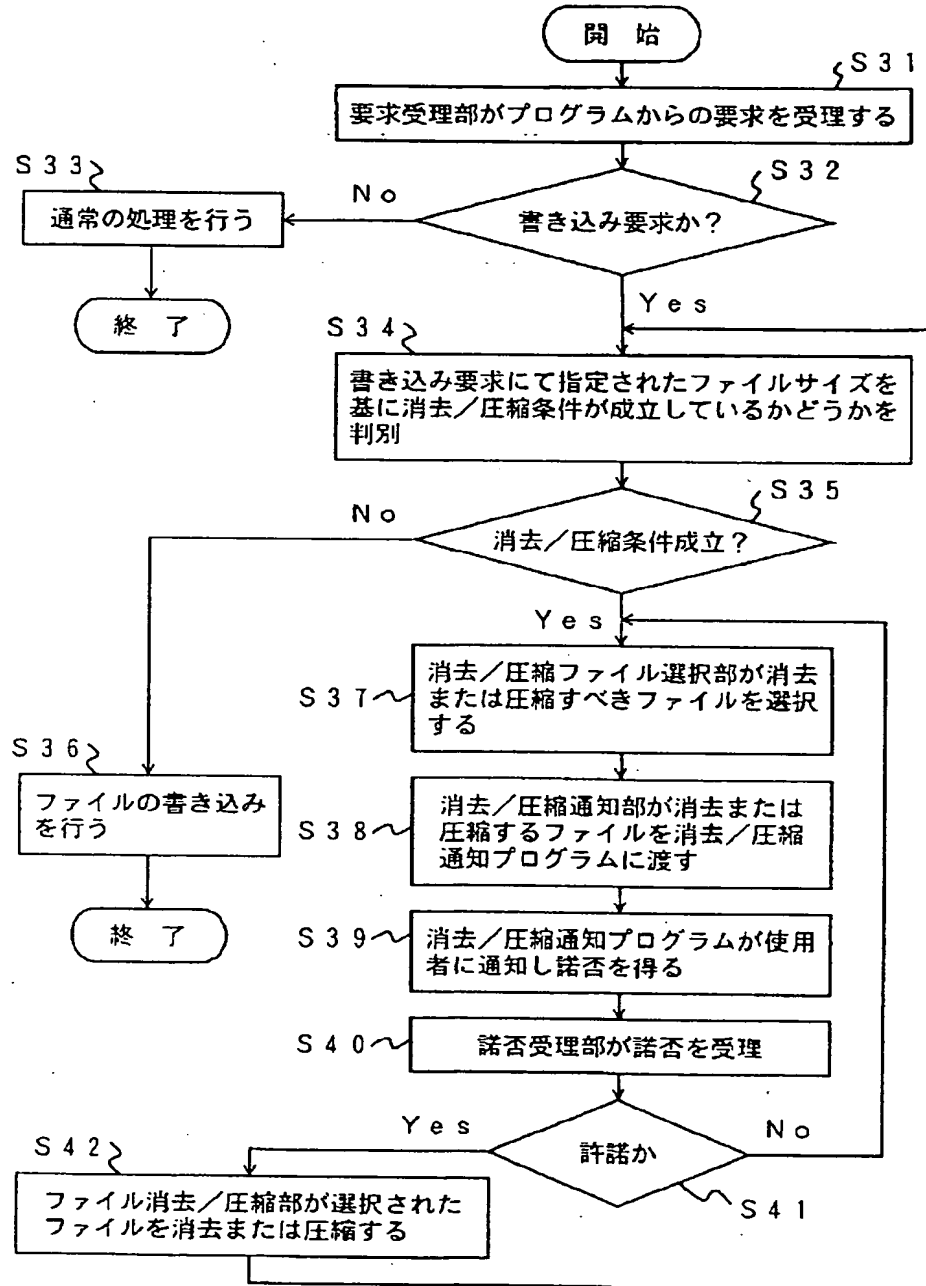 開 始
S31
要求受理部がプログラムからの要求を受理する
S32
書き込み要求か？
No
S33
通常の処理を行う
終 了
Yes
S34
書き込み要求にて指定されたファイルサイズを
基に消去／圧縮条件が成立しているかどうかを
判別
S35
消去／圧縮条件成立？
No
Yes
S36
ファイルの書き込み
を行う
終 了
S37
消去／圧縮ファイル選択部が消去
または圧縮すべきファイルを選択
する
S38
消去／圧縮通知部が消去または
圧縮するファイルを消去／圧縮
通知プログラムに渡す
S39
消去／圧縮通知プログラムが使用
者に通知し諾否を得る
S40
諾否受理部が諾否を受理
許諾か
S41
Yes
No
S42
ファイル消去／圧縮部が選択された
ファイルを消去または圧縮する